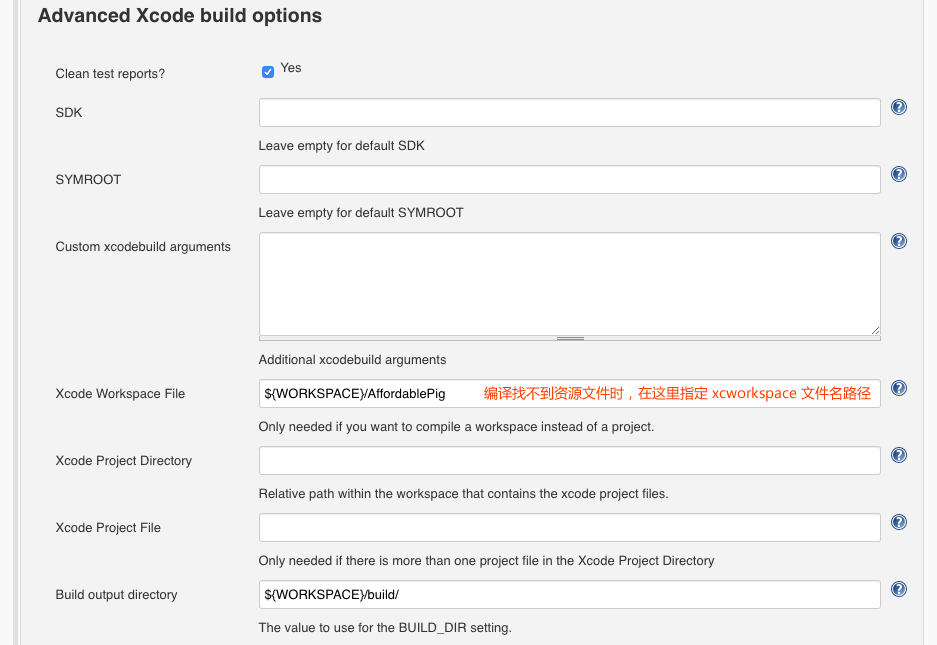 Advanced Xcode build options
Clean test reports? Yes
SDK
Leave empty for default SDK
SYMROOT
Leave empty for default SYMROOT
Custom xcodebuild arguments
Additional xcodebuild arguments
Xcode Workspace File ${WORKSPACE}/AffordablePig 编译找不到资源文件时，在这里指定 xcworkspace 文件名路径
Only needed if you want to compile a workspace instead of a project.
Xcode Project Directory
Relative path within the workspace that contains the xcode project files.
Xcode Project File
Only needed if there is more than one project file in the Xcode Project Directory
Build output directory ${WORKSPACE}/build/
The value to use for the BUILD_DIR setting.